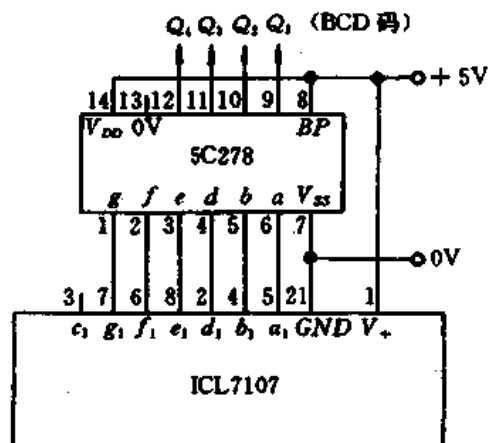 Q₄ Q₃ Q₂ Q₁ (BCD 码)
+5V
14 13 12 11 10 9 8
V_DD 0V BP
5C278
g f e d b a V_SS
1 2 3 4 5 6 7
0V
3 7 6 8 2 4 5 21 1
c₁ g₁ f₁ e₁ d₁ b₁ a₁ GND V₊
ICL7107